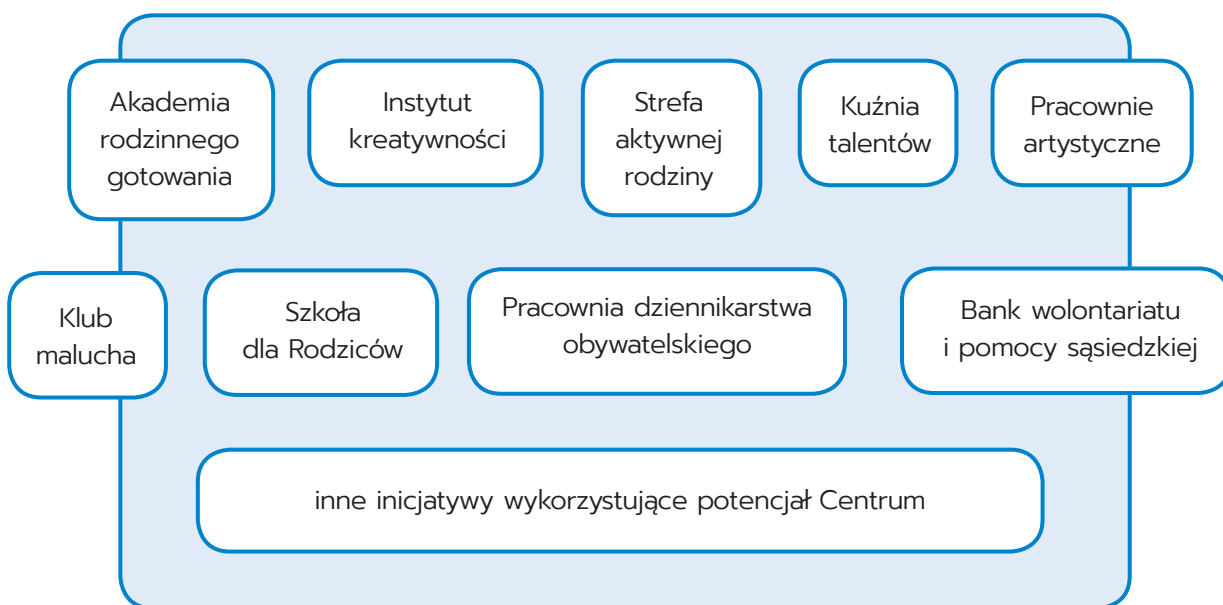 Akademia
rodzinnego
gotowania
Instytut
kreatywności
Strefa
aktywnej
rodziny
Kuźnia
talentów
Pracownie
artystyczne
Klub
malucha
Szkoła
dla Rodziców
Pracownia dziennikarstwa
obywatelskiego
Bank wolontariatu
i pomocy sąsiedzkiej
inne inicjatywy wykorzystujące potencjał Centrum